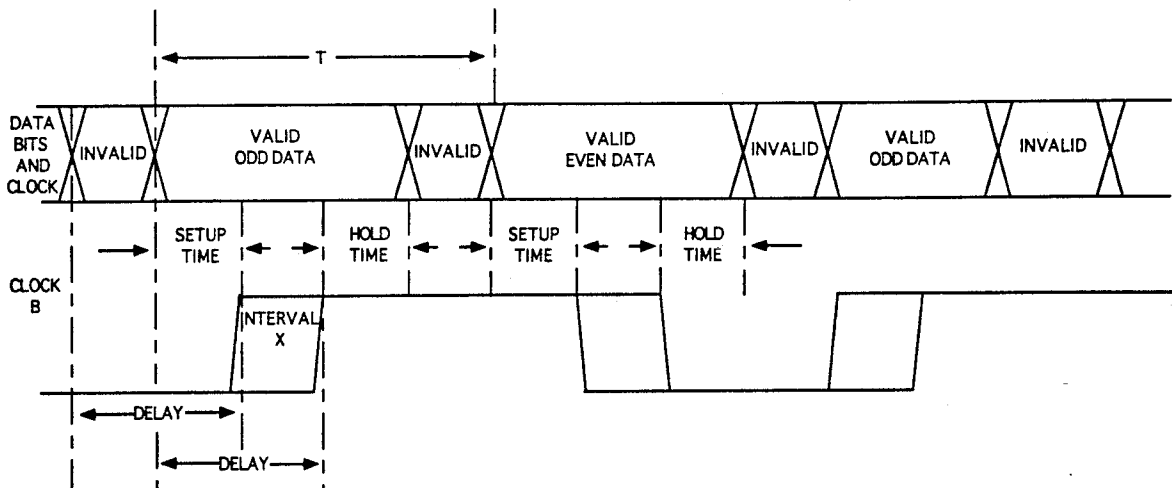 T
DATA
BITS
AND
CLOCK
INVALID
VALID
ODD DATA
INVALID
VALID
EVEN DATA
INVALID
VALID
ODD DATA
INVALID
SETUP
TIME
HOLD
TIME
SETUP
TIME
HOLD
TIME
CLOCK
B
INTERVAL
X
DELAY
DELAY